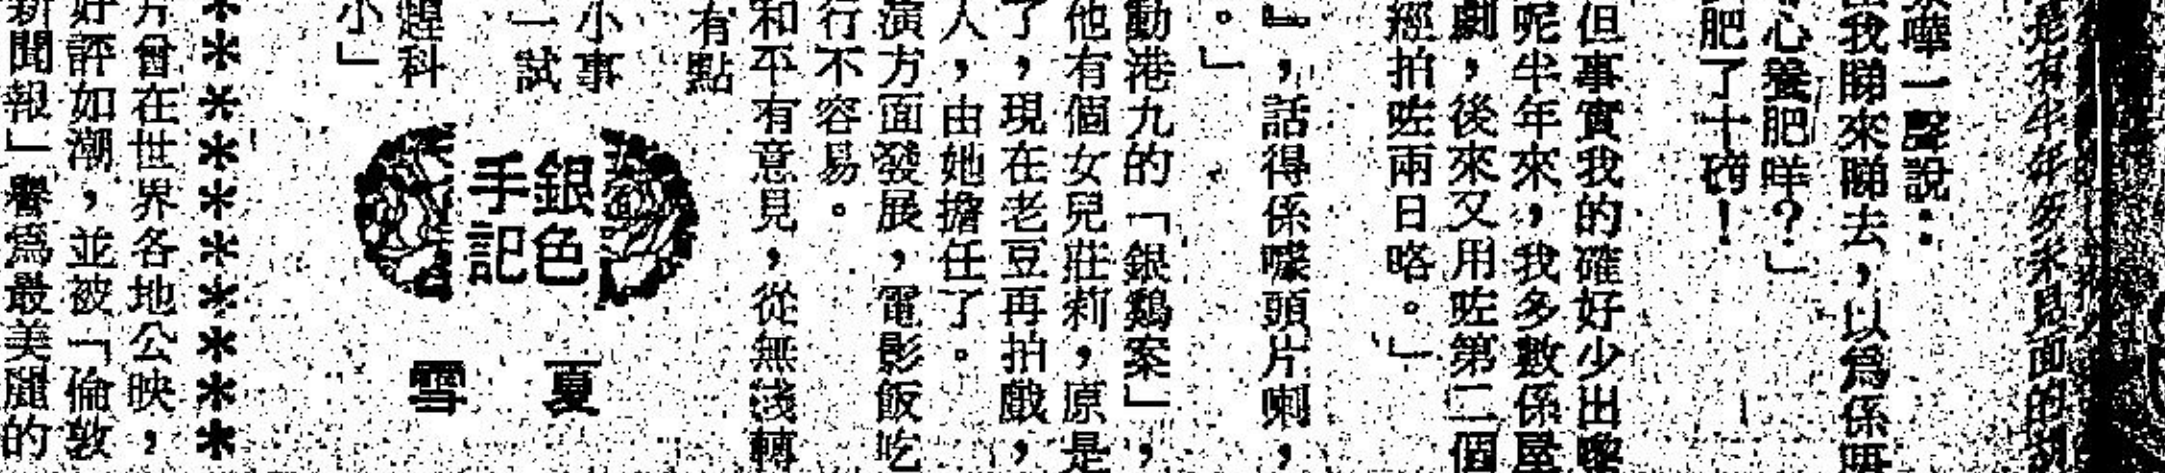 是有半年多未見面的
嘩一聲說：
我睇來睇去，以為係
心養肥咩？」
肥了十磅！
但事實我的確好少出嚟
呢半年來，我多數係屋
劇，後來又用咗第二個
經拍咗兩日咯。」
』，話得係噱頭片喇，
。」
動港九的「銀鷄案」，
他有個女兒莊莉，原是
了，現在老豆再拍戲，
人，由她擔任了。
演方面發展，電影飯吃
行不容易。
和平有意見，從無淺轉
有點
小事
一試
銀色
手記
夏
雪
科
小」
＊＊＊＊＊＊＊＊＊＊
片曾在世界各地公映，
好評如潮，並被「倫敦
新聞報」譽為最美麗的